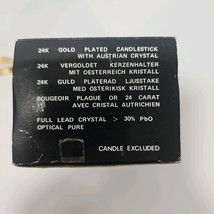 24K GOLD PLATED CANDLESTICK
WITH AUSTRIAN CRYSTAL
24K VERGOLDET KERZENHALTER
MIT OESTERREICH KRISTALL
24K GULD PLATERAD LJUSSTAKE
MED ÖSTERIKISK KRISTALL
BOUGEOIR PLAQUE OR 24 CARAT
AVEC CRISTAL AUTRICHIEN
FULL LEAD CRYSTAL > 30% PbO
OPTICAL PURE
CANDLE EXCLUDED